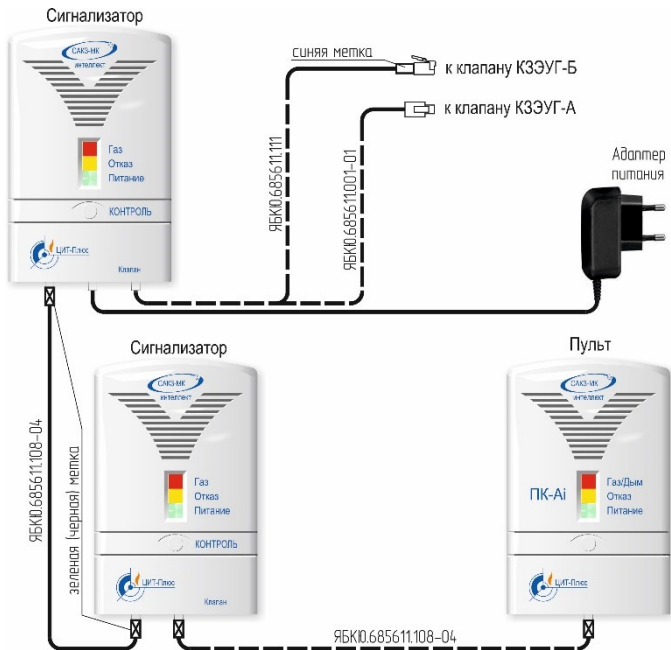 Сигнализатор
САКЗ-МК
интеллект
Газ
Отказ
Питание
КОНТРОЛЬ
ЦИТ-Плюс
Клапан
синяя метка
к клапану КЗЭУГ-Б
к клапану КЗЭУГ-А
ЯБКЮ.685611.111
ЯБКЮ.685611.001-01
Адаптер
питания
Сигнализатор
САКЗ-МК
интеллект
Газ
Отказ
Питание
КОНТРОЛЬ
ЦИТ-Плюс
Клапан
ЯБКЮ.685611.108-04
зеленая (черная) метка
Пульт
САКЗ-МК
интеллект
ПК-Ai
Газ/Дым
Отказ
Питание
КОНТРОЛЬ
ЦИТ-Плюс
ЯБКЮ.685611.108-04